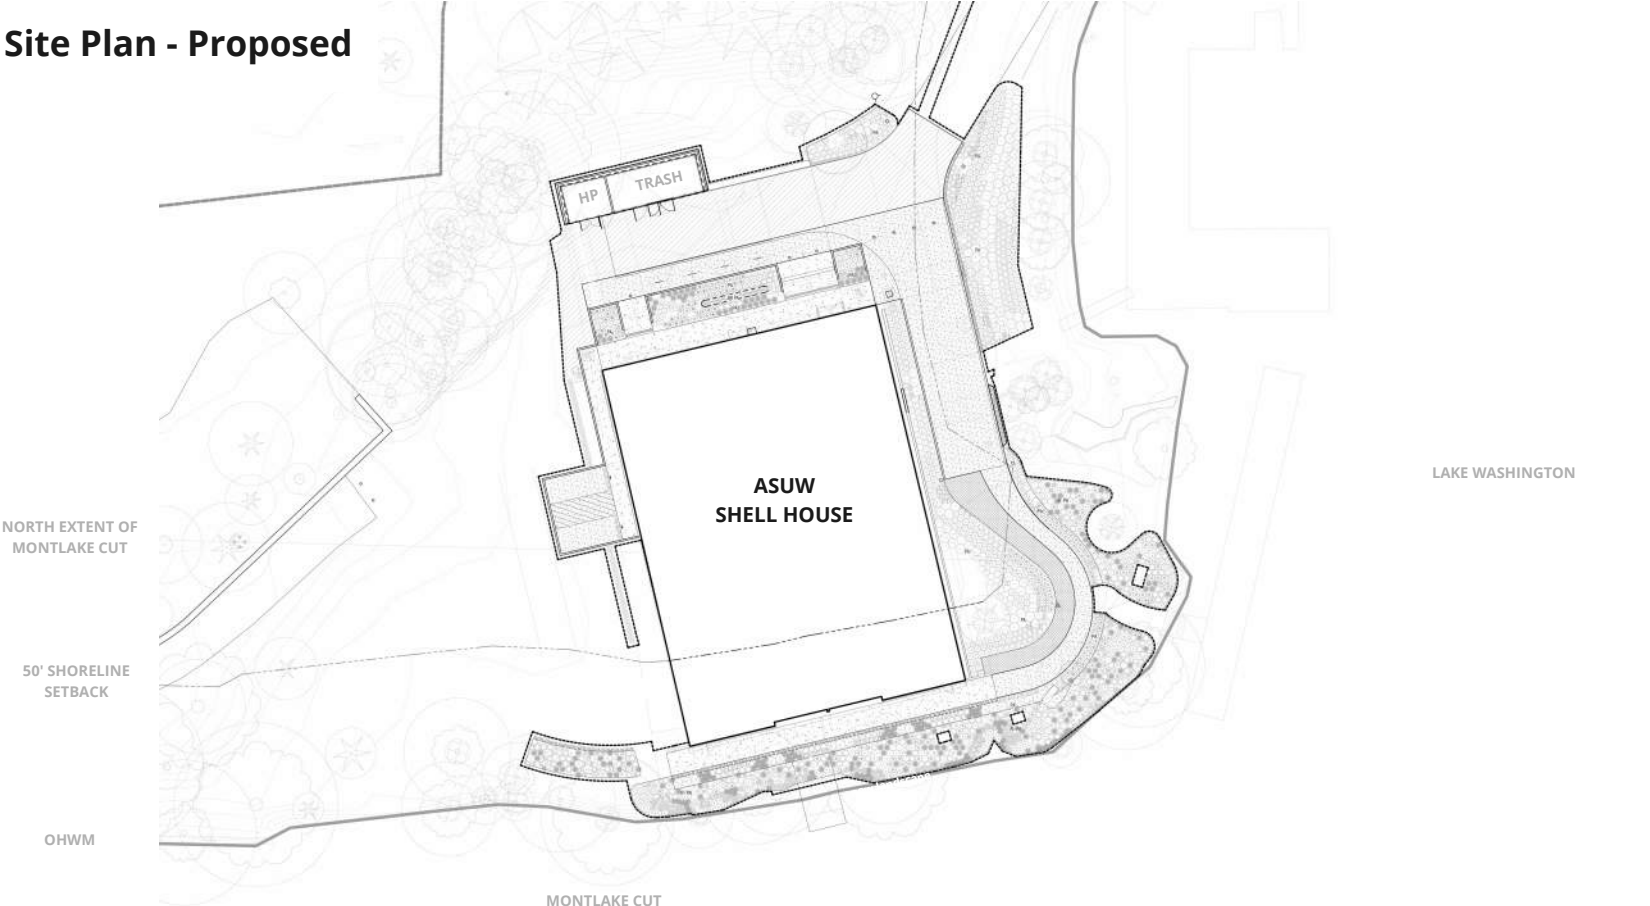 Site Plan - Proposed
HP
TRASH
ASUW
SHELL HOUSE
LAKE WASHINGTON
NORTH EXTENT OF
MONTLAKE CUT
50' SHORELINE
SETBACK
OHWM
MONTLAKE CUT